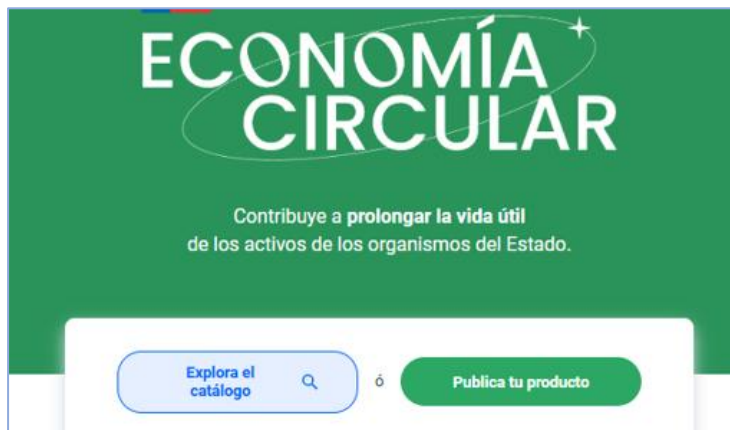 ECONOMÍA
CIRCULAR
Contribuye a prolongar la vida útil
de los activos de los organismos del Estado.
Explora el
catálogo
ó
Publica tu producto